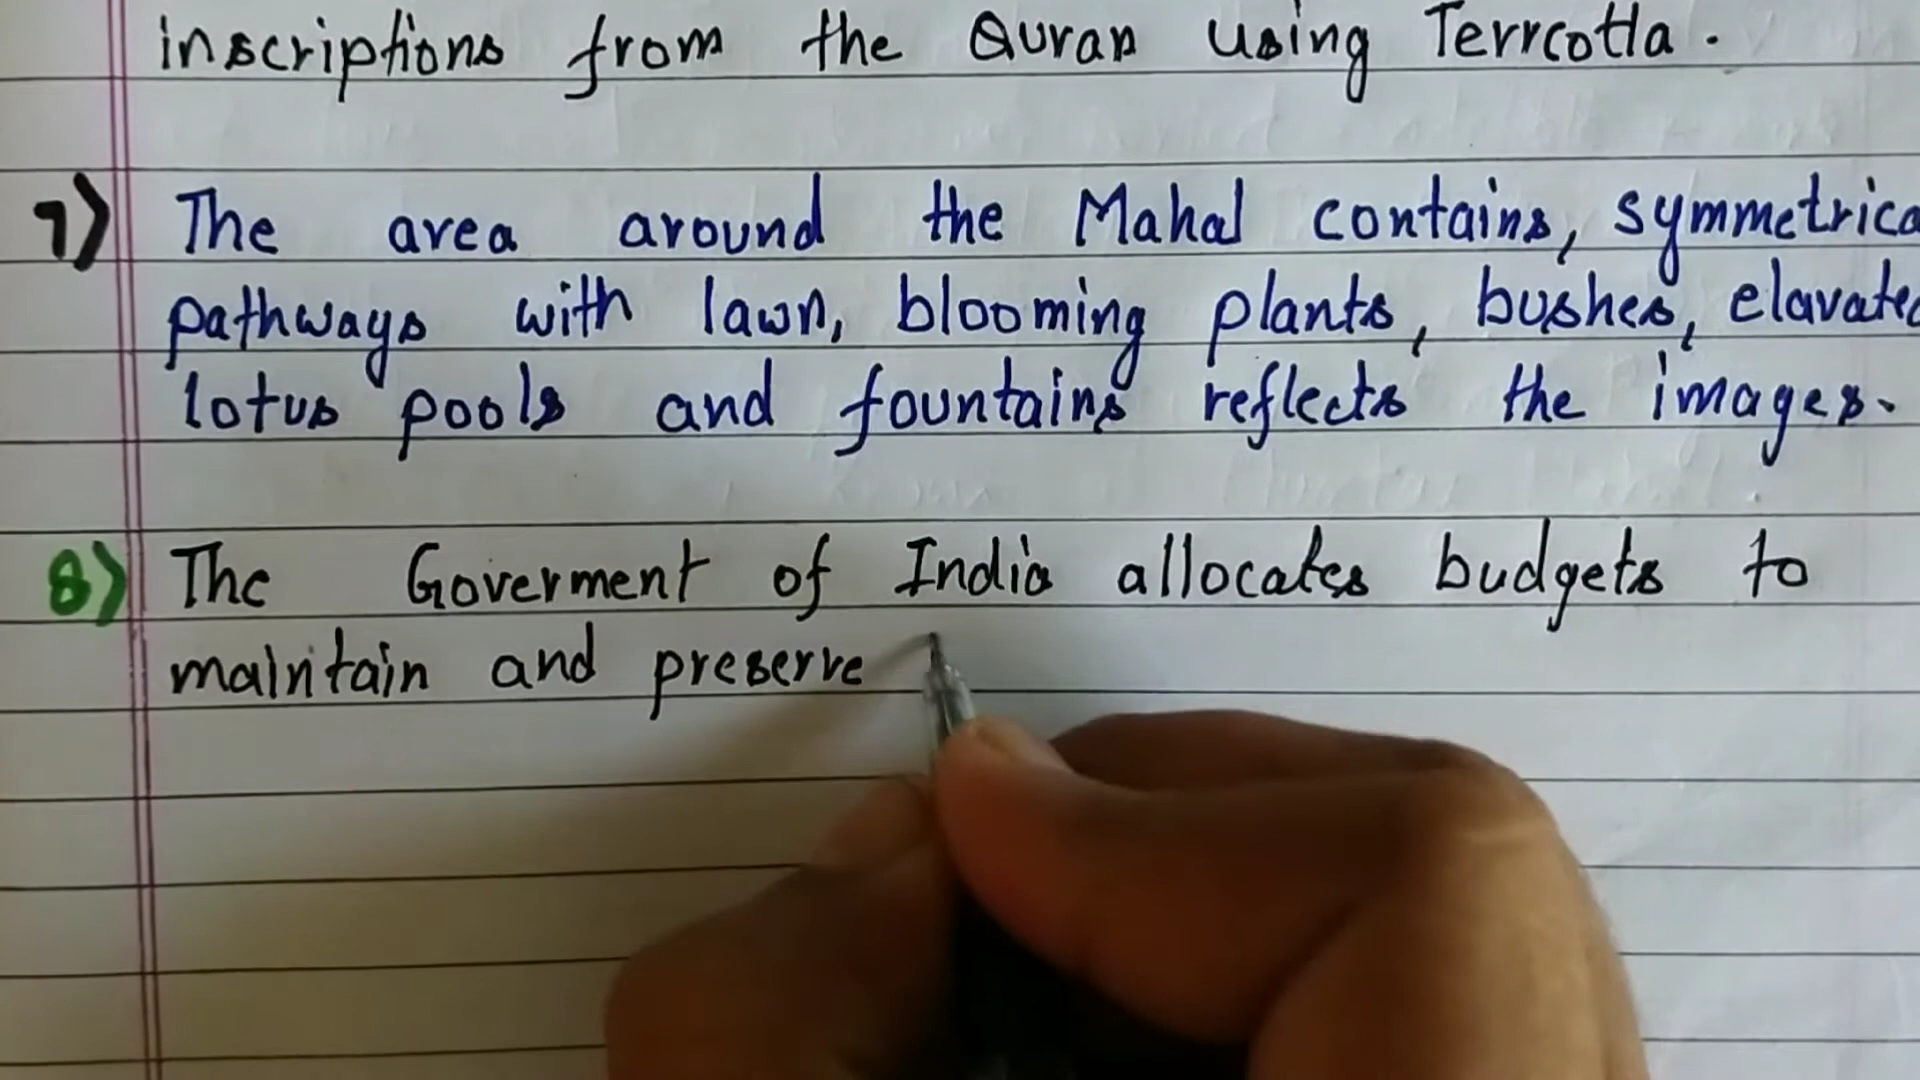 inscriptions from the Quran using Terrcotta.
7) The area around the Mahal contains, symmetrica
pathways with lawn, blooming plants, bushes, elavated
lotus pools and fountains reflects the images.
8) The Goverment of India allocates budgets to
maintain and preserve